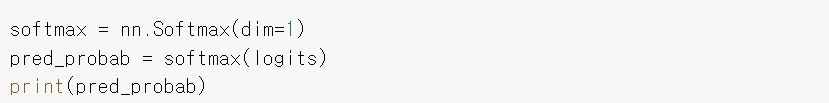 softmax = nn.Softmax(dim=1)
pred_probab = softmax(logits)
print(pred_probab)